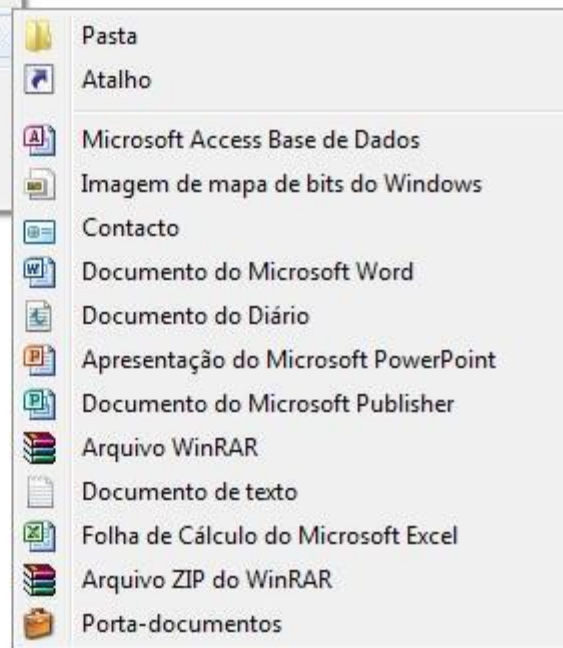 Pasta
Atalho
Microsoft Access Base de Dados
Imagem de mapa de bits do Windows
Contacto
Documento do Microsoft Word
Documento do Diário
Apresentação do Microsoft PowerPoint
Documento do Microsoft Publisher
Arquivo WinRAR
Documento de texto
Folha de Cálculo do Microsoft Excel
Arquivo ZIP do WinRAR
Porta-documentos